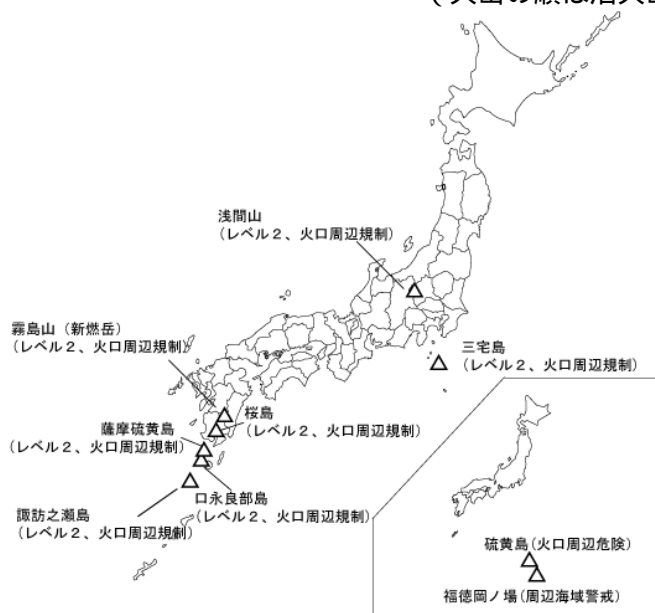 浅間山
(レベル２、火口周辺規制)
霧島山（新燃岳）
(レベル２、火口周辺規制)
三宅島
(レベル２、火口周辺規制)
桜島
(レベル２、火口周辺規制)
薩摩硫黄島
(レベル２、火口周辺規制)
口永良部島
(レベル２、火口周辺規制)
諏訪之瀬島
(レベル２、火口周辺規制)
硫黄島(火口周辺危険)
福徳岡ノ場(周辺海域警戒)